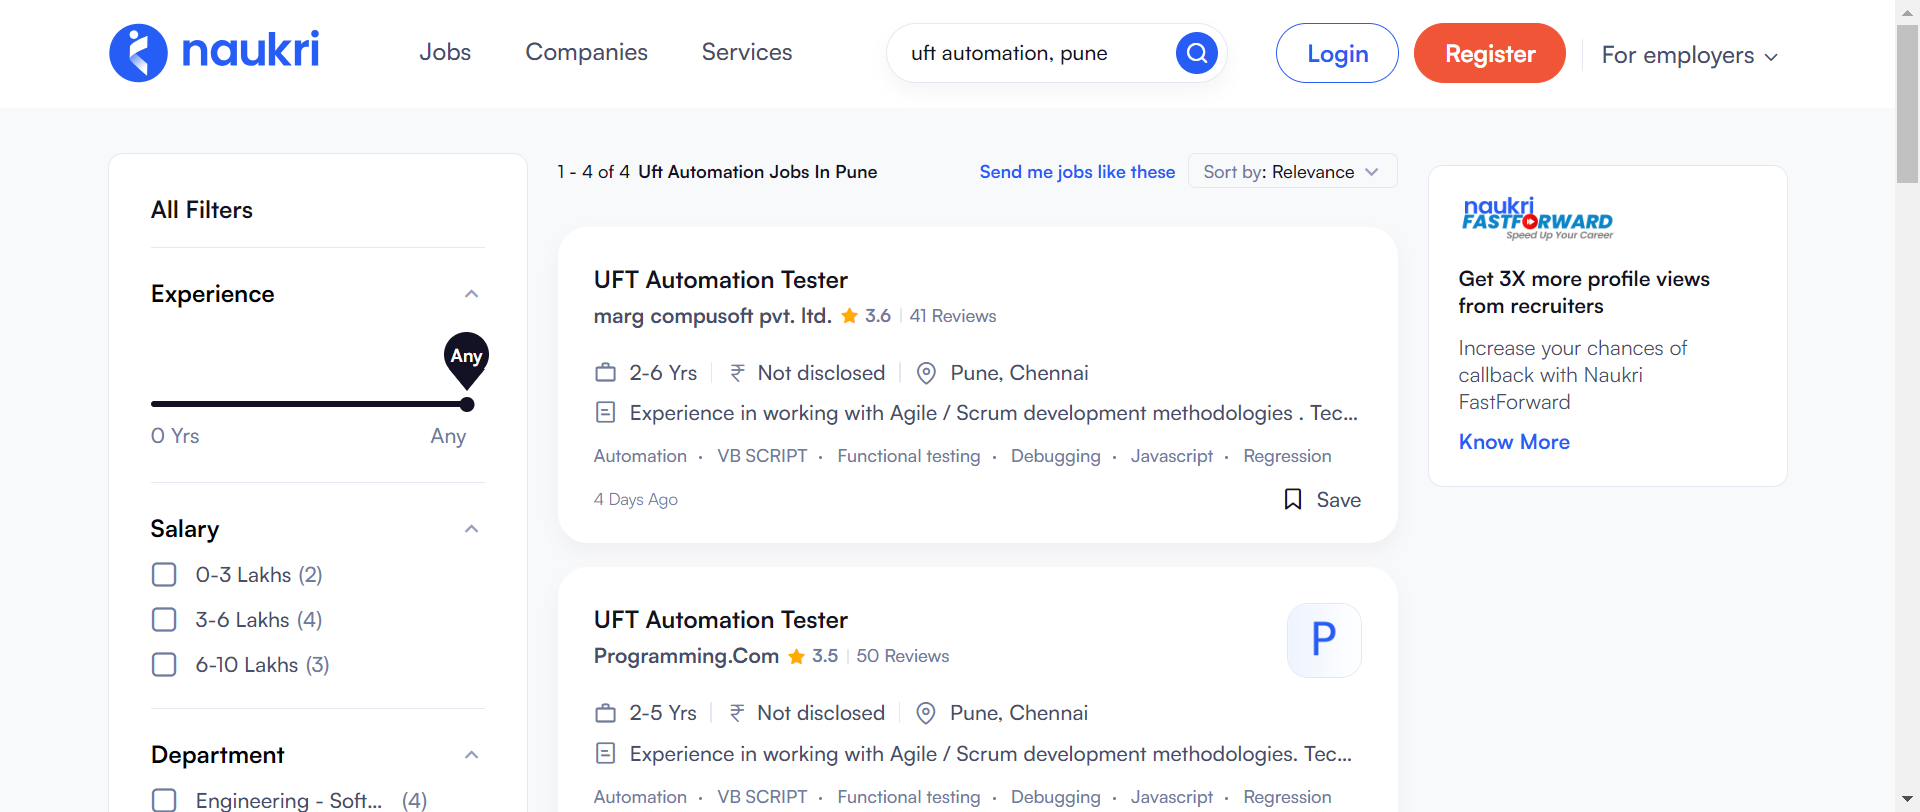 naukri
Jobs
Companies
Services
uft automation, pune
Login
Register
For employers
All Filters
Experience
Any
0 Yrs
Any
Salary
0-3 Lakhs (2)
3-6 Lakhs (4)
6-10 Lakhs (3)
Department
Engineering - Soft... (4)
1 - 4 of 4 Uft Automation Jobs In Pune
Send me jobs like these
Sort by: Relevance
UFT Automation Tester
marg compusoft pvt. ltd. 3.6 41 Reviews
2-6 Yrs ₹ Not disclosed Pune, Chennai
Experience in working with Agile / Scrum development methodologies . Tec...
Automation · VB SCRIPT · Functional testing · Debugging · Javascript · Regression
4 Days Ago
Save
UFT Automation Tester
P
Programming.Com 3.5 50 Reviews
2-5 Yrs ₹ Not disclosed Pune, Chennai
Experience in working with Agile / Scrum development methodologies. Tec...
Automation · VB SCRIPT · Functional testing · Debugging · Javascript · Regression
naukri
FASTFORWARD
Speed Up Your Career
Get 3X more profile views
from recruiters
Increase your chances of
callback with Naukri
FastForward
Know More